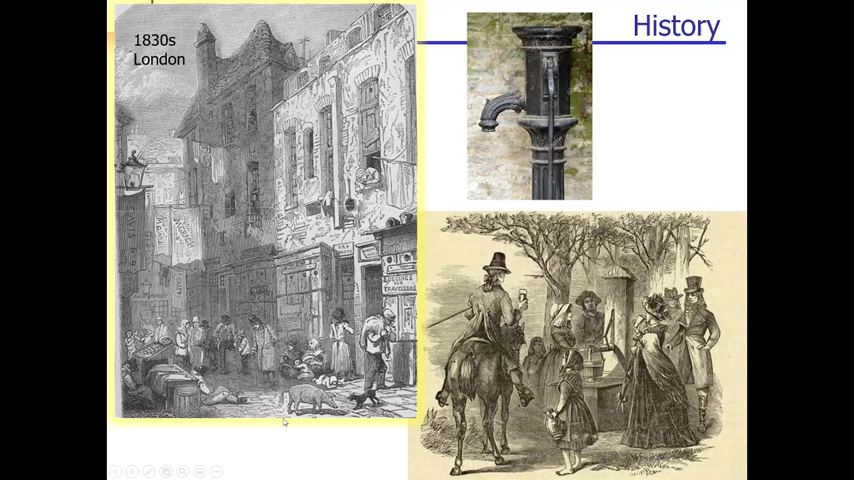 1830s
London
History
LODGINGS
FOR
TRAVELLERS